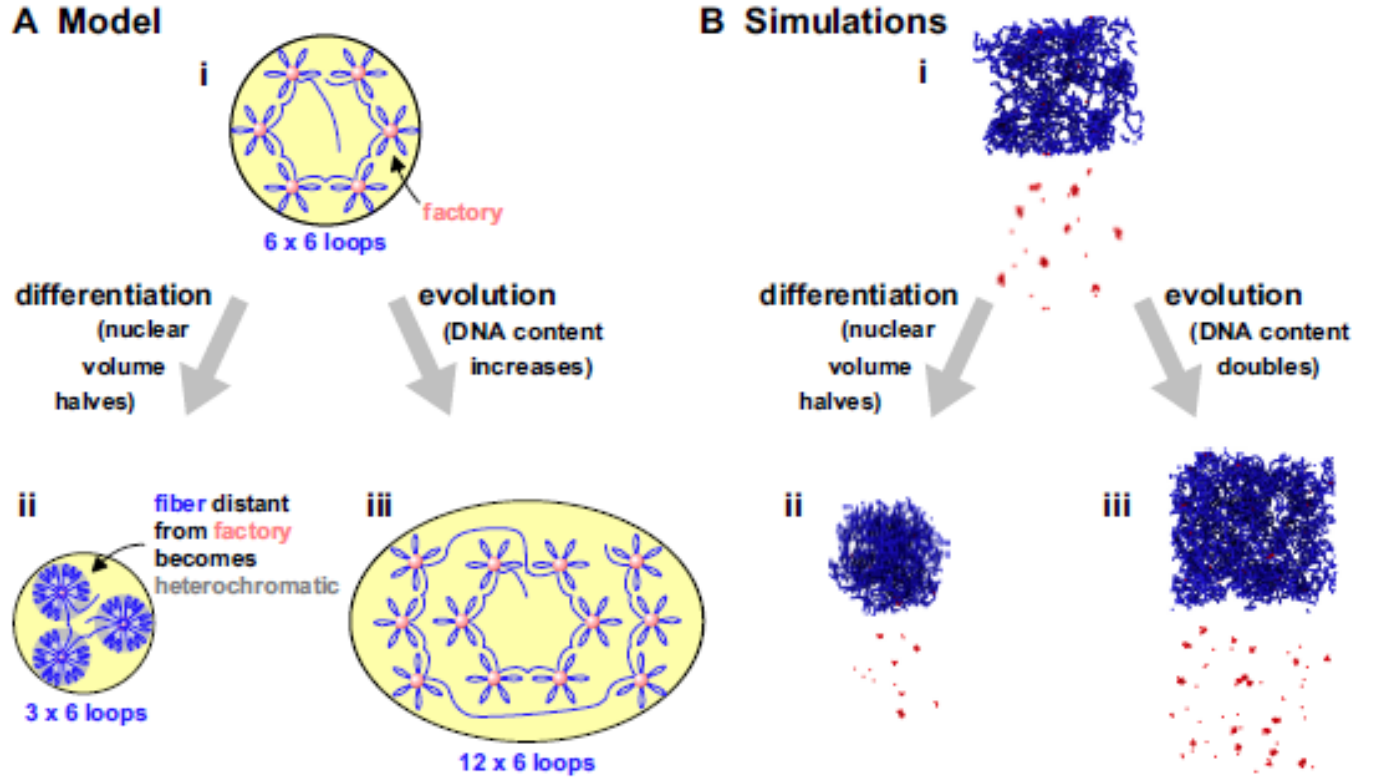 A Model
i
factory
6 x 6 loops
differentiation
(nuclear
volume
halves)
evolution
(DNA content
increases)
ii
fiber distant
from factory
becomes
heterochromatic
3 x 6 loops
iii
12 x 6 loops
B Simulations
i
differentiation
(nuclear
volume
halves)
evolution
(DNA content
doubles)
ii
iii